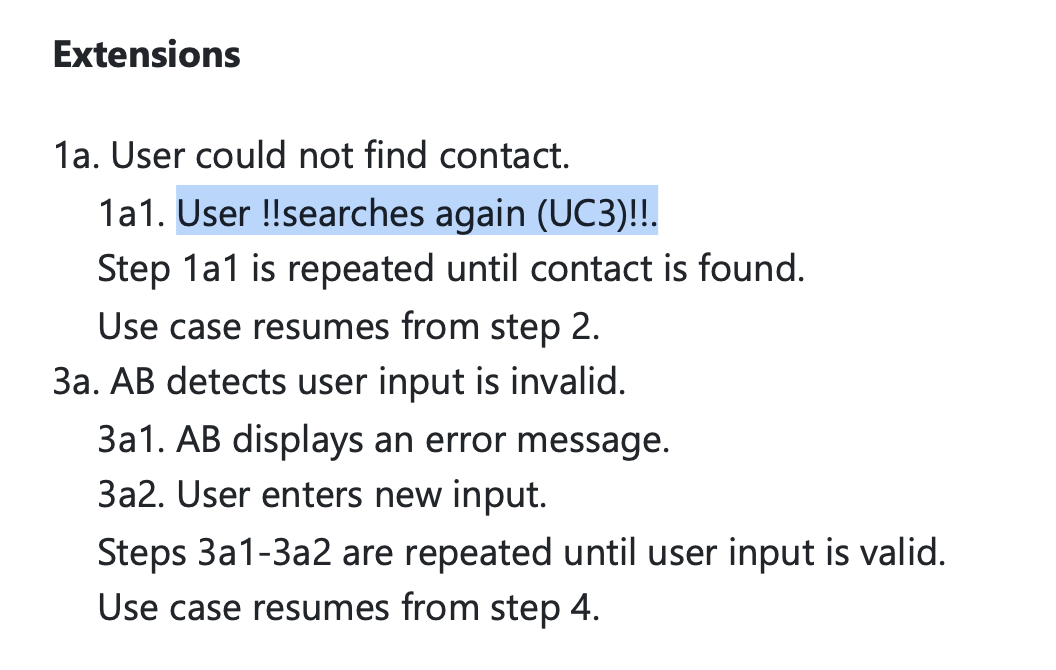 Extensions
1a. User could not find contact.
1a1. User !!searches again (UC3)!!.
Step 1a1 is repeated until contact is found.
Use case resumes from step 2.
3a. AB detects user input is invalid.
3a1. AB displays an error message.
3a2. User enters new input.
Steps 3a1-3a2 are repeated until user input is valid.
Use case resumes from step 4.